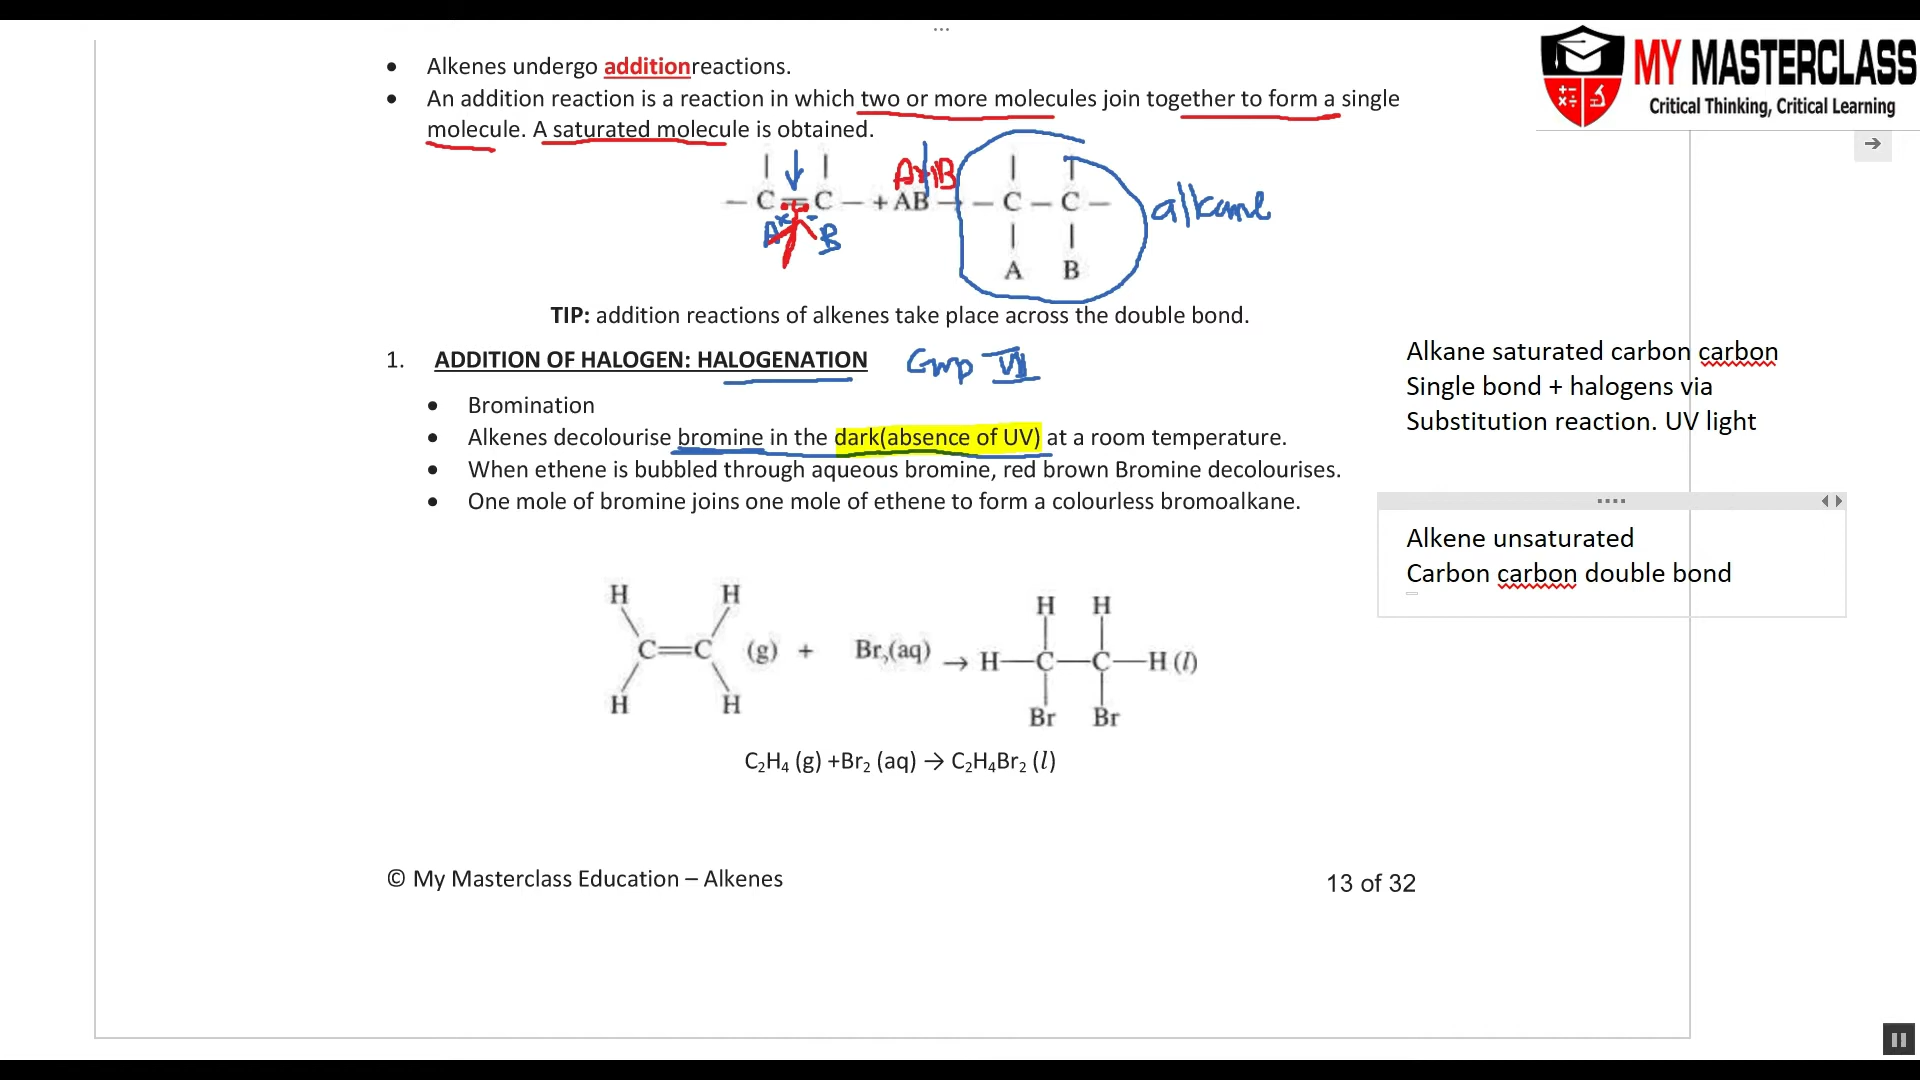 ...
MY MASTERCLASS
Critical Thinking, Critical Learning
• Alkenes undergo additionreactions.
• An addition reaction is a reaction in which two or more molecules join together to form a single
molecule. A saturated molecule is obtained.
A B
— C = C — + AB → — C — C — alkane
A B
A B
TIP: addition reactions of alkenes take place across the double bond.
1. ADDITION OF HALOGEN: HALOGENATION
• Bromination
• Alkenes decolourise bromine in the dark(absence of UV) at a room temperature.
• When ethene is bubbled through aqueous bromine, red brown Bromine decolourises.
• One mole of bromine joins one mole of ethene to form a colourless bromoalkane.
Alkane saturated carbon carbon
Single bond + halogens via
Substitution reaction. UV light
Alkene unsaturated
Carbon carbon double bond
H H H H
C=C (g) + Br₂(aq) → H—C—C—H (l)
H H Br Br
C₂H₄ (g) +Br₂ (aq) → C₂H₄Br₂ (l)
© My Masterclass Education – Alkenes
13 of 32